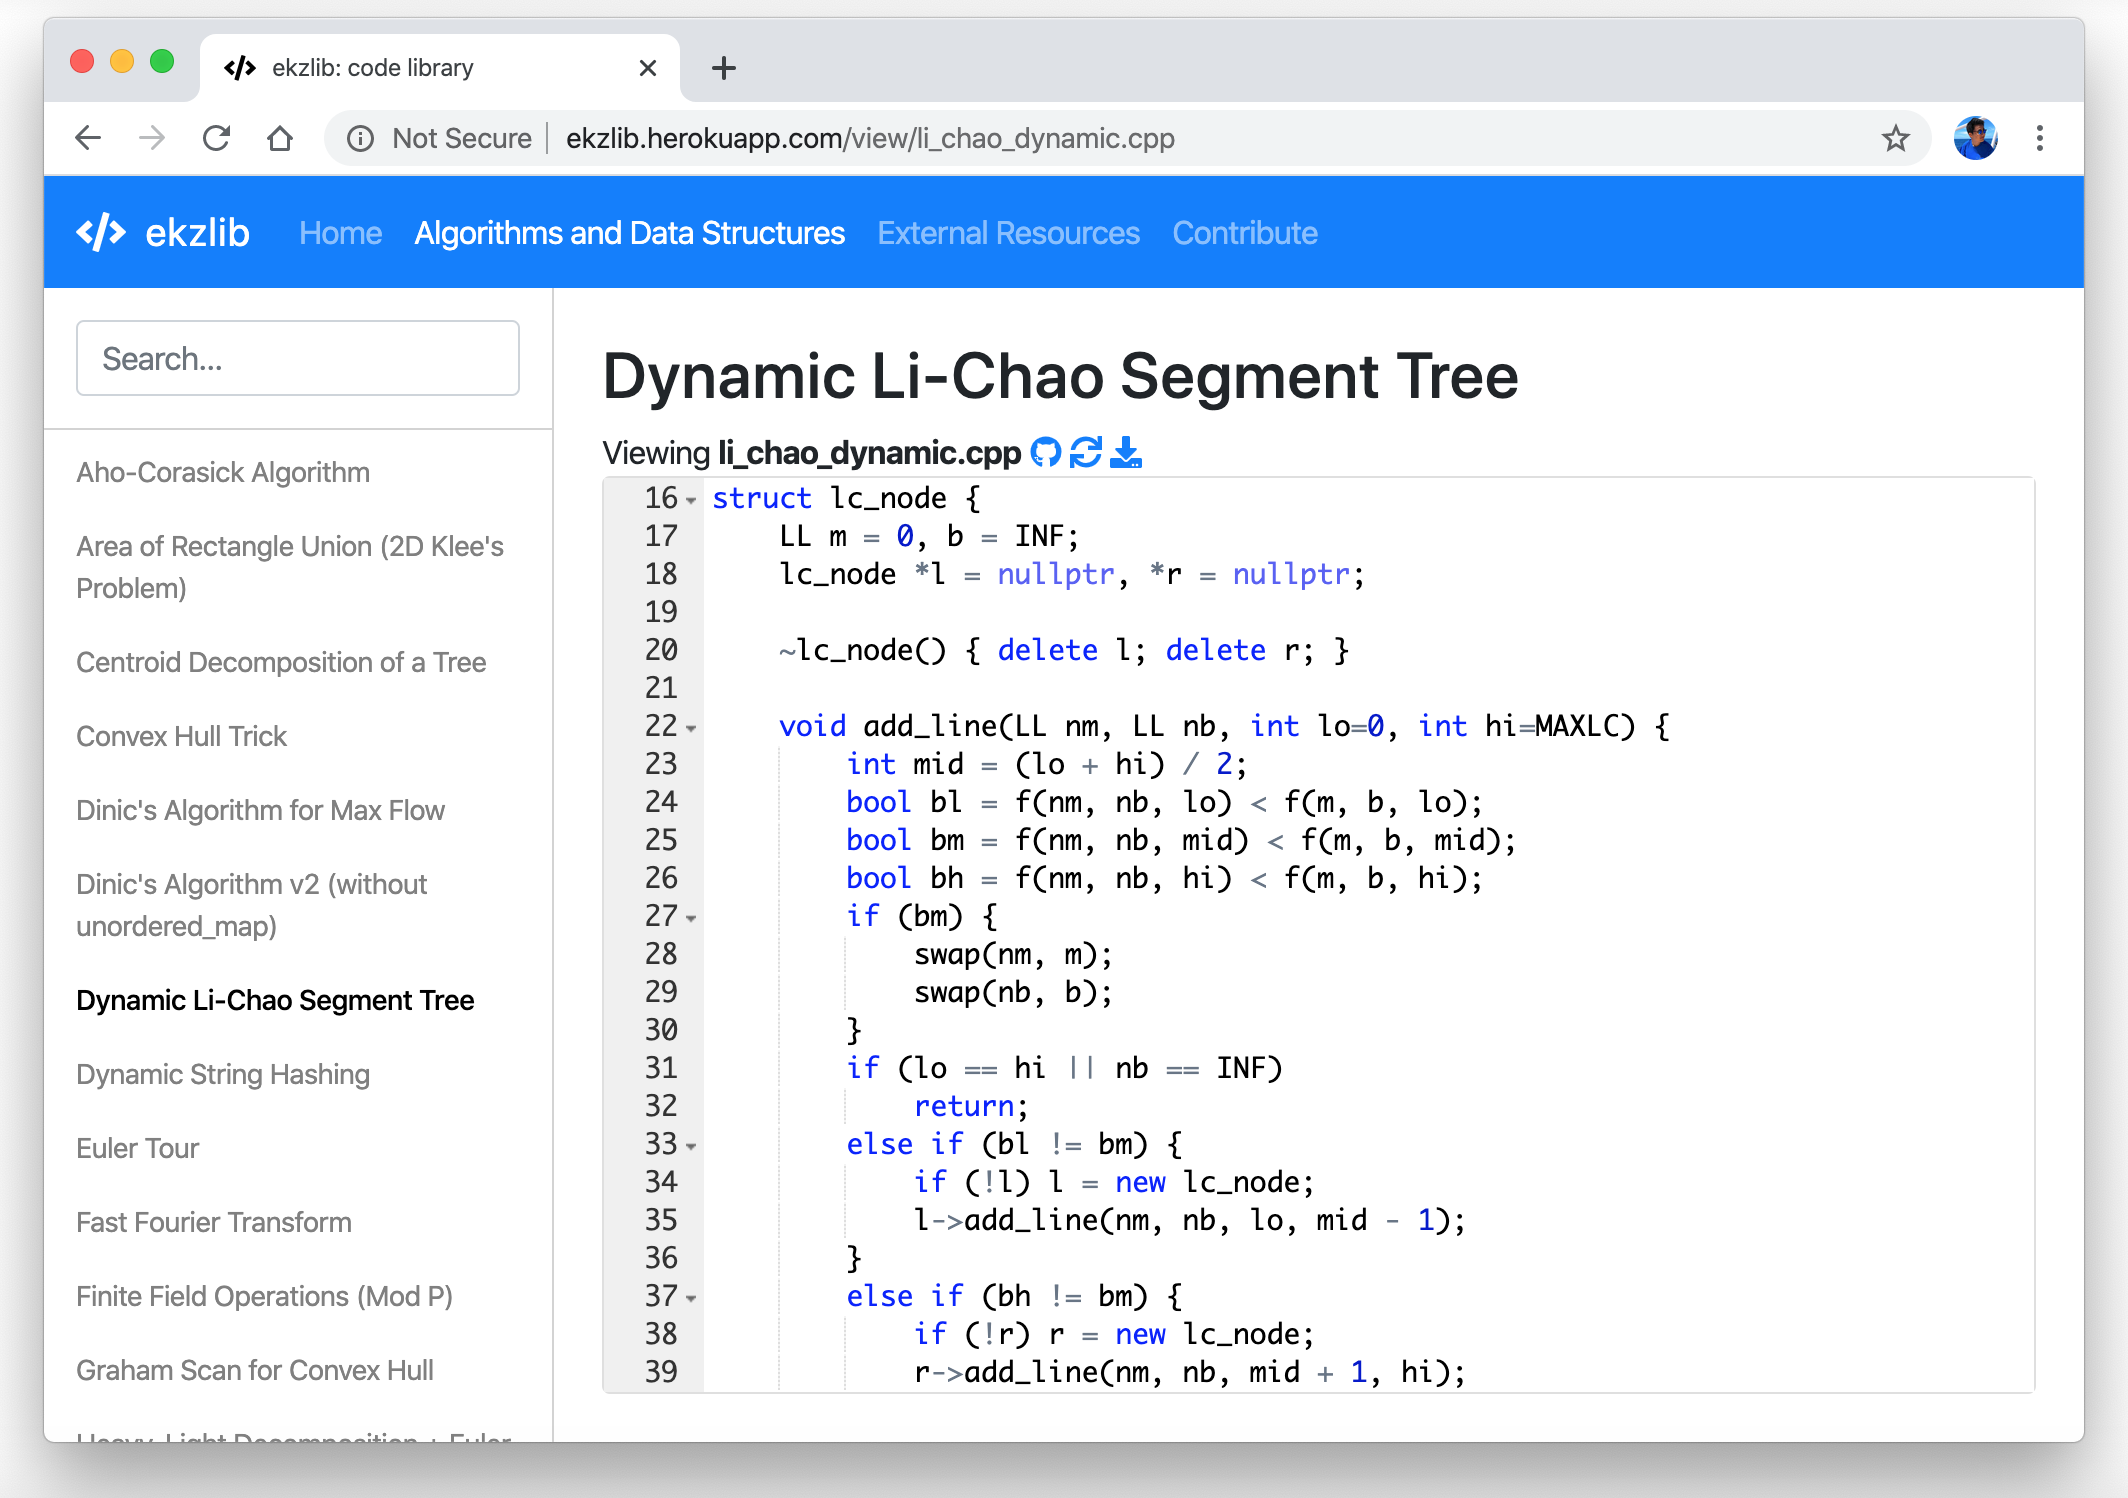 ekzlib: code library
Not Secure ekzlib.herokuapp.com/view/li_chao_dynamic.cpp
ekzlib Home Algorithms and Data Structures External Resources Contribute
Search...
Aho-Corasick Algorithm
Area of Rectangle Union (2D Klee's
Problem)
Centroid Decomposition of a Tree
Convex Hull Trick
Dinic's Algorithm for Max Flow
Dinic's Algorithm v2 (without
unordered_map)
Dynamic Li-Chao Segment Tree
Dynamic String Hashing
Euler Tour
Fast Fourier Transform
Finite Field Operations (Mod P)
Graham Scan for Convex Hull
Heavy-Light Decomposition + Euler
Dynamic Li-Chao Segment Tree
Viewing li_chao_dynamic.cpp
16 struct lc_node {
17     LL m = 0, b = INF;
18     lc_node *l = nullptr, *r = nullptr;
19
20     ~lc_node() { delete l; delete r; }
21
22     void add_line(LL nm, LL nb, int lo=0, int hi=MAXLC) {
23         int mid = (lo + hi) / 2;
24         bool bl = f(nm, nb, lo) < f(m, b, lo);
25         bool bm = f(nm, nb, mid) < f(m, b, mid);
26         bool bh = f(nm, nb, hi) < f(m, b, hi);
27         if (bm) {
28             swap(nm, m);
29             swap(nb, b);
30         }
31         if (lo == hi || nb == INF)
32             return;
33         else if (bl != bm) {
34             if (!l) l = new lc_node;
35             l->add_line(nm, nb, lo, mid - 1);
36         }
37         else if (bh != bm) {
38             if (!r) r = new lc_node;
39             r->add_line(nm, nb, mid + 1, hi);